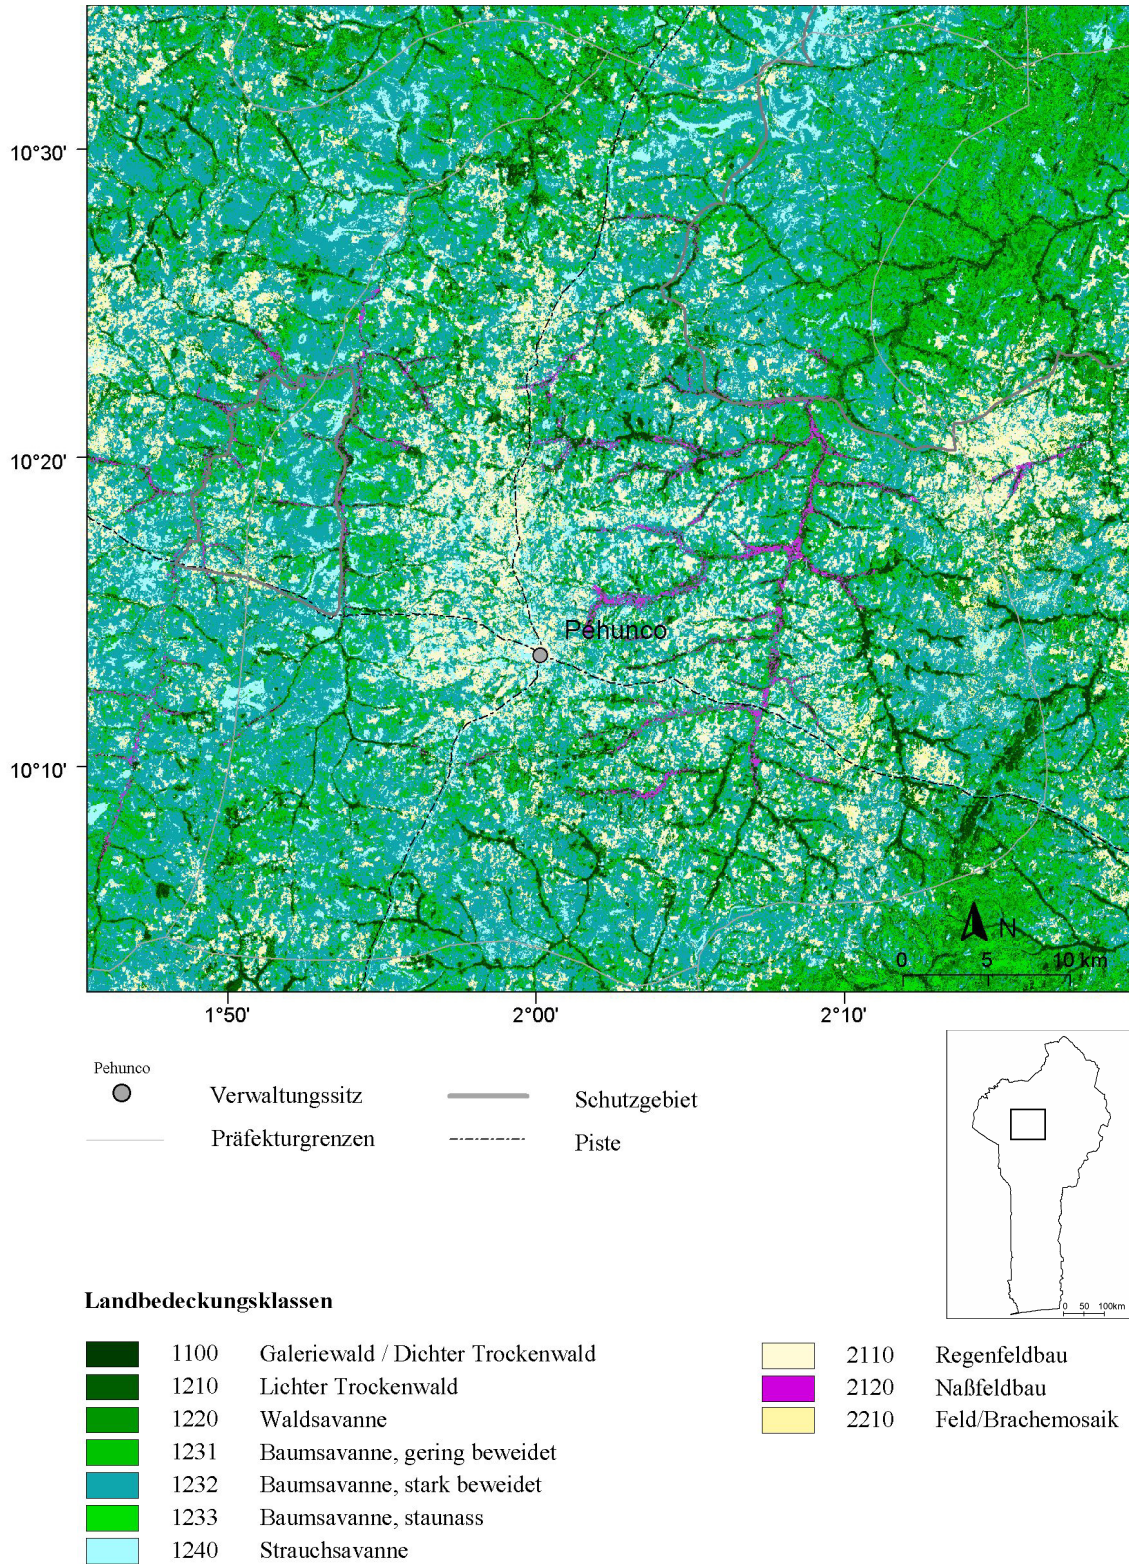 10°30'
10°20'
Péhunco
10°10'
N
0 5 10 km
1°50' 2°00' 2°10'
Pehunco
Verwaltungssitz
Schutzgebiet
Präfekturgrenzen
Piste
0 50 100km
Landbedeckungsklassen
1100 Galeriewald / Dichter Trockenwald
1210 Lichter Trockenwald
1220 Waldsavanne
1231 Baumsavanne, gering beweidet
1232 Baumsavanne, stark beweidet
1233 Baumsavanne, staunass
1240 Strauchsavanne
2110 Regenfeldbau
2120 Naßfeldbau
2210 Feld/Brachemosaik